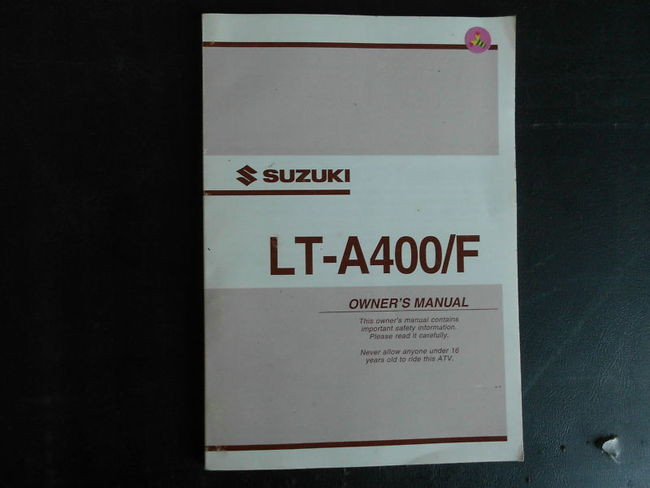 SUZUKI
LT-A400/F
OWNER'S MANUAL
This owner's manual contains
important safety information.
Please read it carefully.
Never allow anyone under 16
years old to ride this ATV.